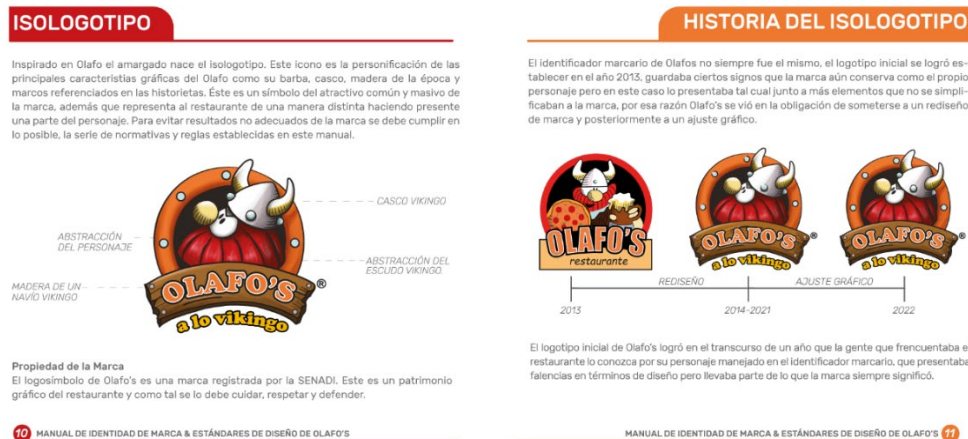 ISOLOGOTIPO
Inspirado en Olafo el amargado nace el isologotipo. Este icono es la personificación de las
principales caracteristias gráficas del Olafo como su barba, casco, madera de la época y
marcos referenciados en las historietas. Éste es un símbolo del atractivo común y masivo de
la marca, además que representa al restaurante de una manera distinta haciendo presente
una parte del personaje. Para evitar resultados no adecuados de la marca se debe cumplir en
lo posible, la serie de normativas y reglas establecidas en este manual.
CASCO VIKINGO
ABSTRACCIÓN
DEL PERSONAJE
ABSTRACCIÓN DEL
ESCUDO VIKINGO.
MADERA DE UN
NAVÍO VIKINGO
OLAFO'S ®
a lo vikingo
Propiedad de la Marca
El logosímbolo de Olafo's es una marca registrada por la SENADI. Este es un patrimonio
gráfico del restaurante y como tal se lo debe cuidar, respetar y defender.
10 MANUAL DE IDENTIDAD DE MARCA & ESTÁNDARES DE DISEÑO DE OLAFO'S
HISTORIA DEL ISOLOGOTIPO
El identificador marcario de Olafos no siempre fue el mismo, el logotipo inicial se logró es-
tablecer en el año 2013, guardaba ciertos signos que la marca aún conserva como el propio
personaje pero en este caso lo presentaba tal cual junto a más elementos que no se simpli-
ficaban a la marca, por esa razón Olafo's se vió en la obligación de someterse a un rediseño
de marca y posteriormente a un ajuste gráfico.
OLAFO'S
restaurante
OLAFO'S ®
a lo vikingo
OLAFO'S ®
a lo vikingo
REDISEÑO
AJUSTE GRÁFICO
2013
2014-2021
2022
El logotipo inicial de Olafo's logró en el transcurso de un año que la gente que frencuentaba e
restaurante lo conozca por su personaje manejado en el identificador marcario, que presentaba
falencias en términos de diseño pero llevaba parte de lo que la marca siempre significó.
MANUAL DE IDENTIDAD DE MARCA & ESTÁNDARES DE DISEÑO DE OLAFO'S 11